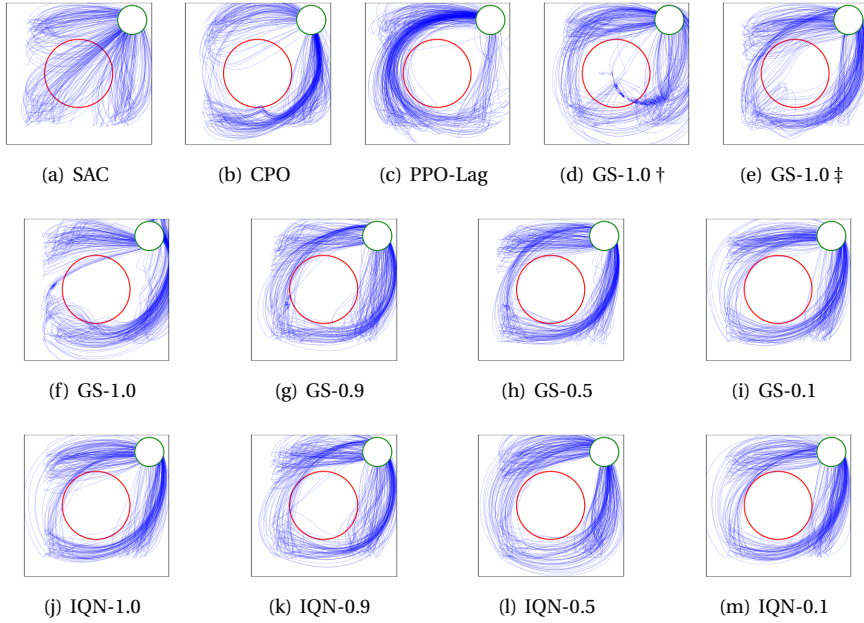 (a) SAC
(b) CPO
(c) PPO-Lag
(d) GS-1.0 †
(e) GS-1.0 ‡
(f) GS-1.0
(g) GS-0.9
(h) GS-0.5
(i) GS-0.1
(j) IQN-1.0
(k) IQN-0.9
(l) IQN-0.5
(m) IQN-0.1